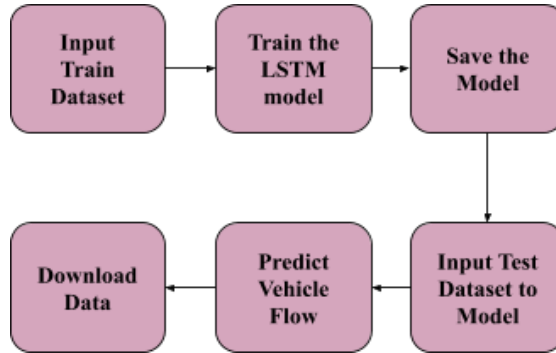 Input
Train
Dataset
Train the
LSTM
model
Save the
Model
Input Test
Dataset to
Model
Predict
Vehicle
Flow
Download
Data